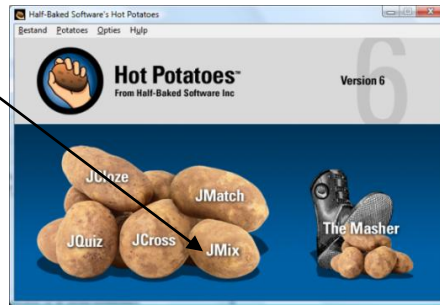 Half-Baked Software's Hot Potatoes
Bestand Potatoes Opties Hulp
Hot Potatoes™
From Half-Baked Software Inc
Version 6
6
JCloze
JMatch
JQuiz
JCross
JMix
The Masher